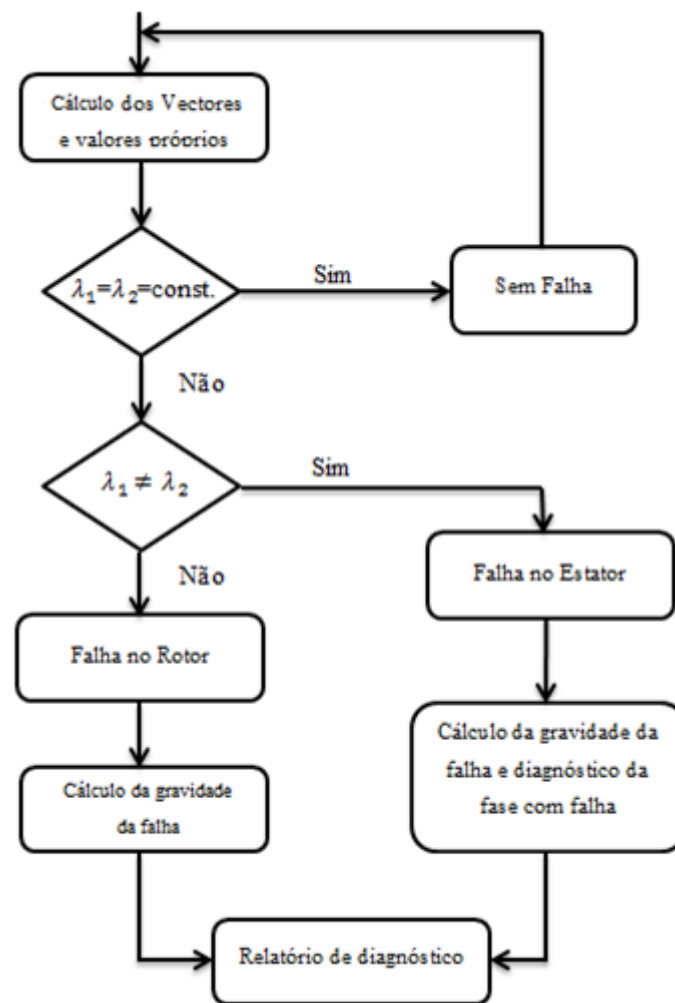 Cálculo dos Vectores
e valores próprios
λ₁=λ₂=const.
Sim
Sem Falha
Não
λ₁ ≠ λ₂
Sim
Falha no Estator
Não
Falha no Rotor
Cálculo da gravidade da
falha e diagnóstico da
fase com falha
Cálculo da gravidade
da falha
Relatório de diagnóstico